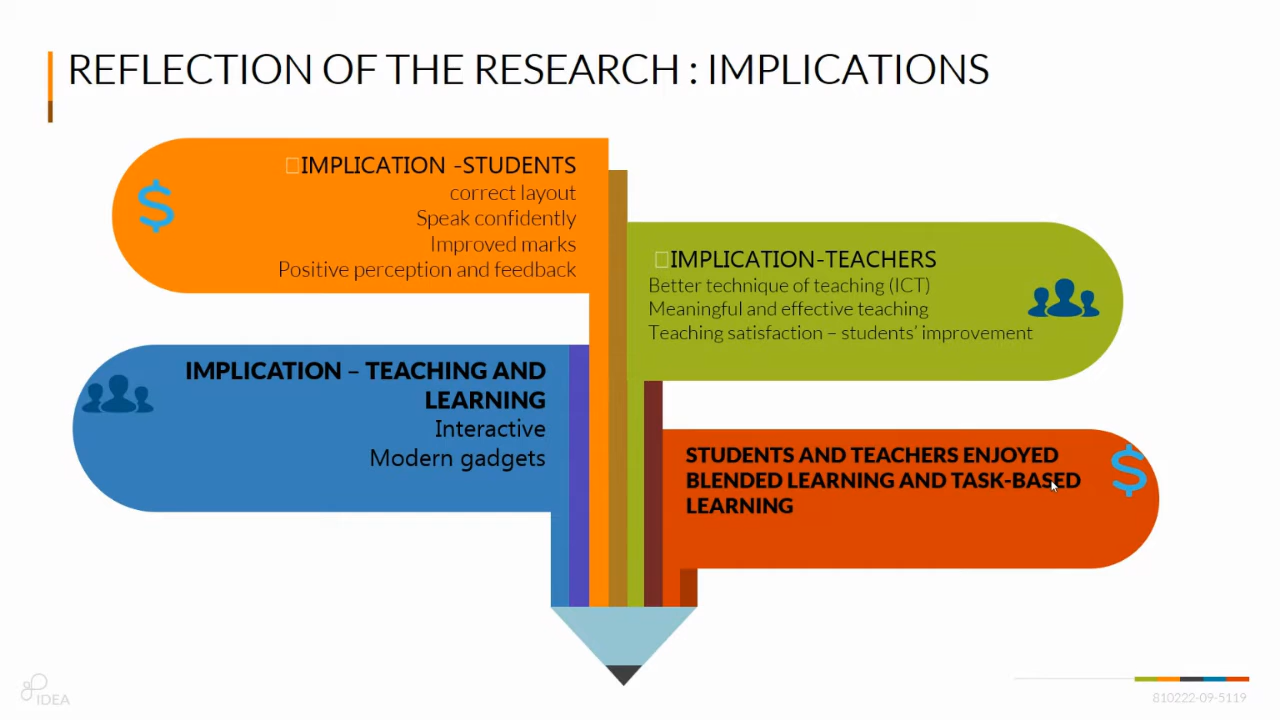 REFLECTION OF THE RESEARCH : IMPLICATIONS
IMPLICATION -STUDENTS
correct layout
Speak confidently
Improved marks
Positive perception and feedback
IMPLICATION-TEACHERS
Better technique of teaching (ICT)
Meaningful and effective teaching
Teaching satisfaction – students’ improvement
IMPLICATION – TEACHING AND
LEARNING
Interactive
Modern gadgets
STUDENTS AND TEACHERS ENJOYED
BLENDED LEARNING AND TASK-BASED
LEARNING
IDEA
810222-09-5119